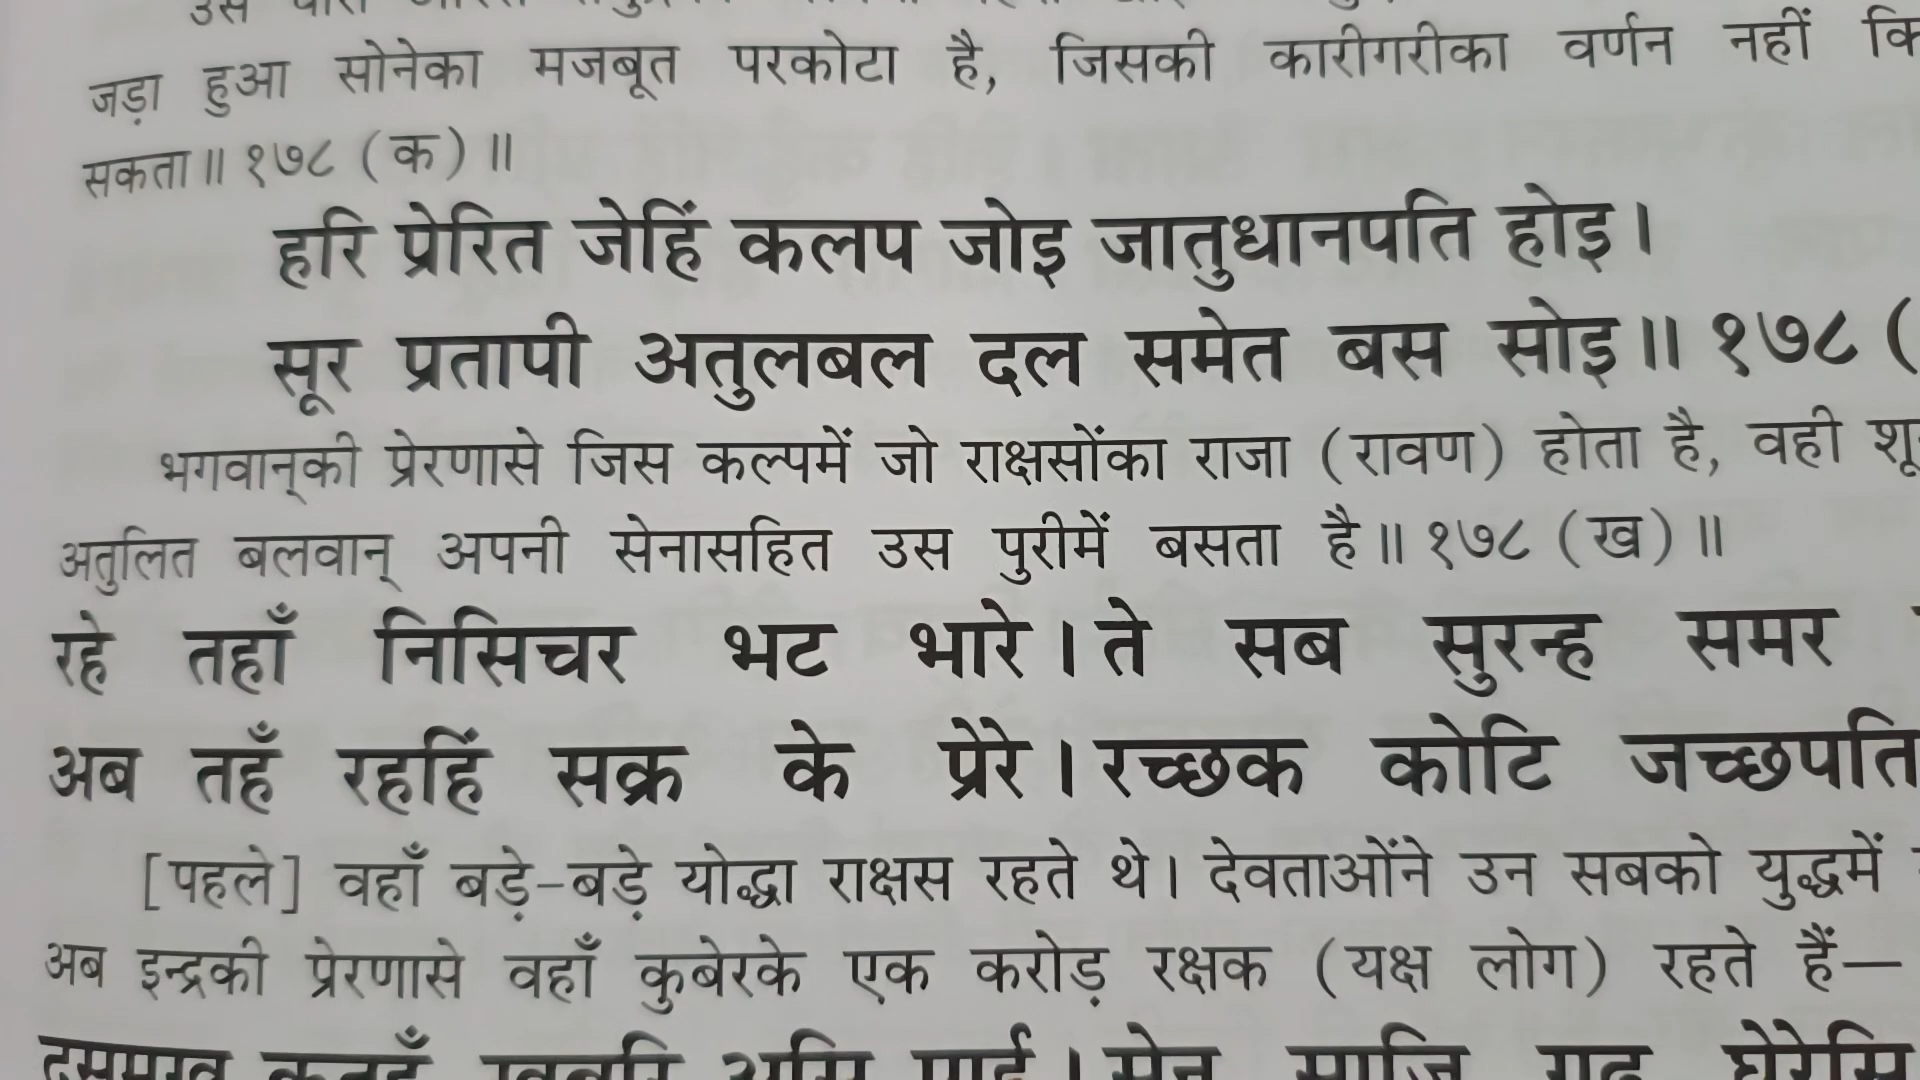 जड़ा हुआ सोनेका मजबूत परकोटा है, जिसकी कारीगरीका वर्णन नहीं
सकता॥ १७८ (क)॥
हरि प्रेरित जेहिं कलप जोइ जातुधानपति होइ।
सूर प्रतापी अतुलबल दल समेत बस सोइ॥ १७८ (
भगवान्की प्रेरणासे जिस कल्पमें जो राक्षसोंका राजा (रावण) होता है, वही
अतुलित बलवान् अपनी सेनासहित उस पुरीमें बसता है॥ १७८ (ख)॥
रहे तहाँ निसिचर भट भारे। ते सब सुरन्ह समर
अब तहँ रहहिं सक्र के प्रेरे। रच्छक कोटि जच्छपति
[पहले] वहाँ बड़े-बड़े योद्धा राक्षस रहते थे। देवताओंने उन सबको युद्धमें
अब इन्द्रकी प्रेरणासे वहाँ कुबेरके एक करोड़ रक्षक (यक्ष लोग) रहते हैं—